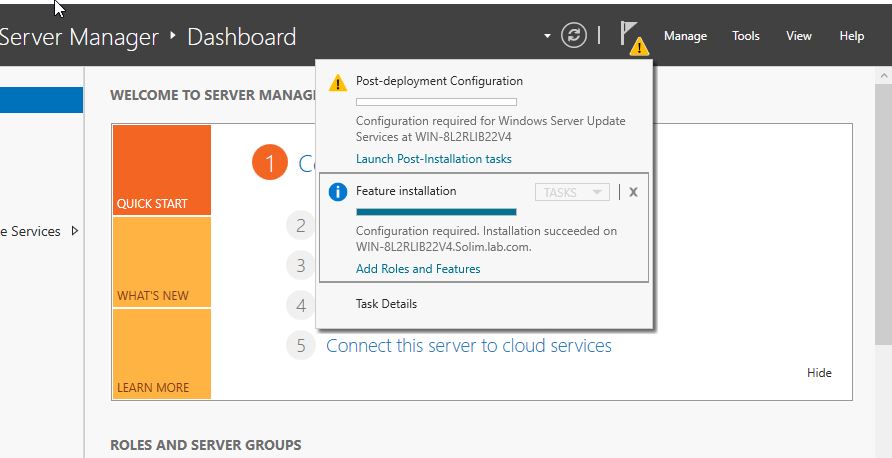 Server Manager ‣ Dashboard
Manage Tools View Help
WELCOME TO SERVER MANAG
QUICK START
WHAT'S NEW
LEARN MORE
e Services
1
2
3
4
5 Connect this server to cloud services
Hide
Post-deployment Configuration
Configuration required for Windows Server Update
Services at WIN-8L2RLIB22V4
Launch Post-Installation tasks
Feature installation
TASKS
X
Configuration required. Installation succeeded on
WIN-8L2RLIB22V4.Solim.lab.com.
Add Roles and Features
Task Details
ROLES AND SERVER GROUPS